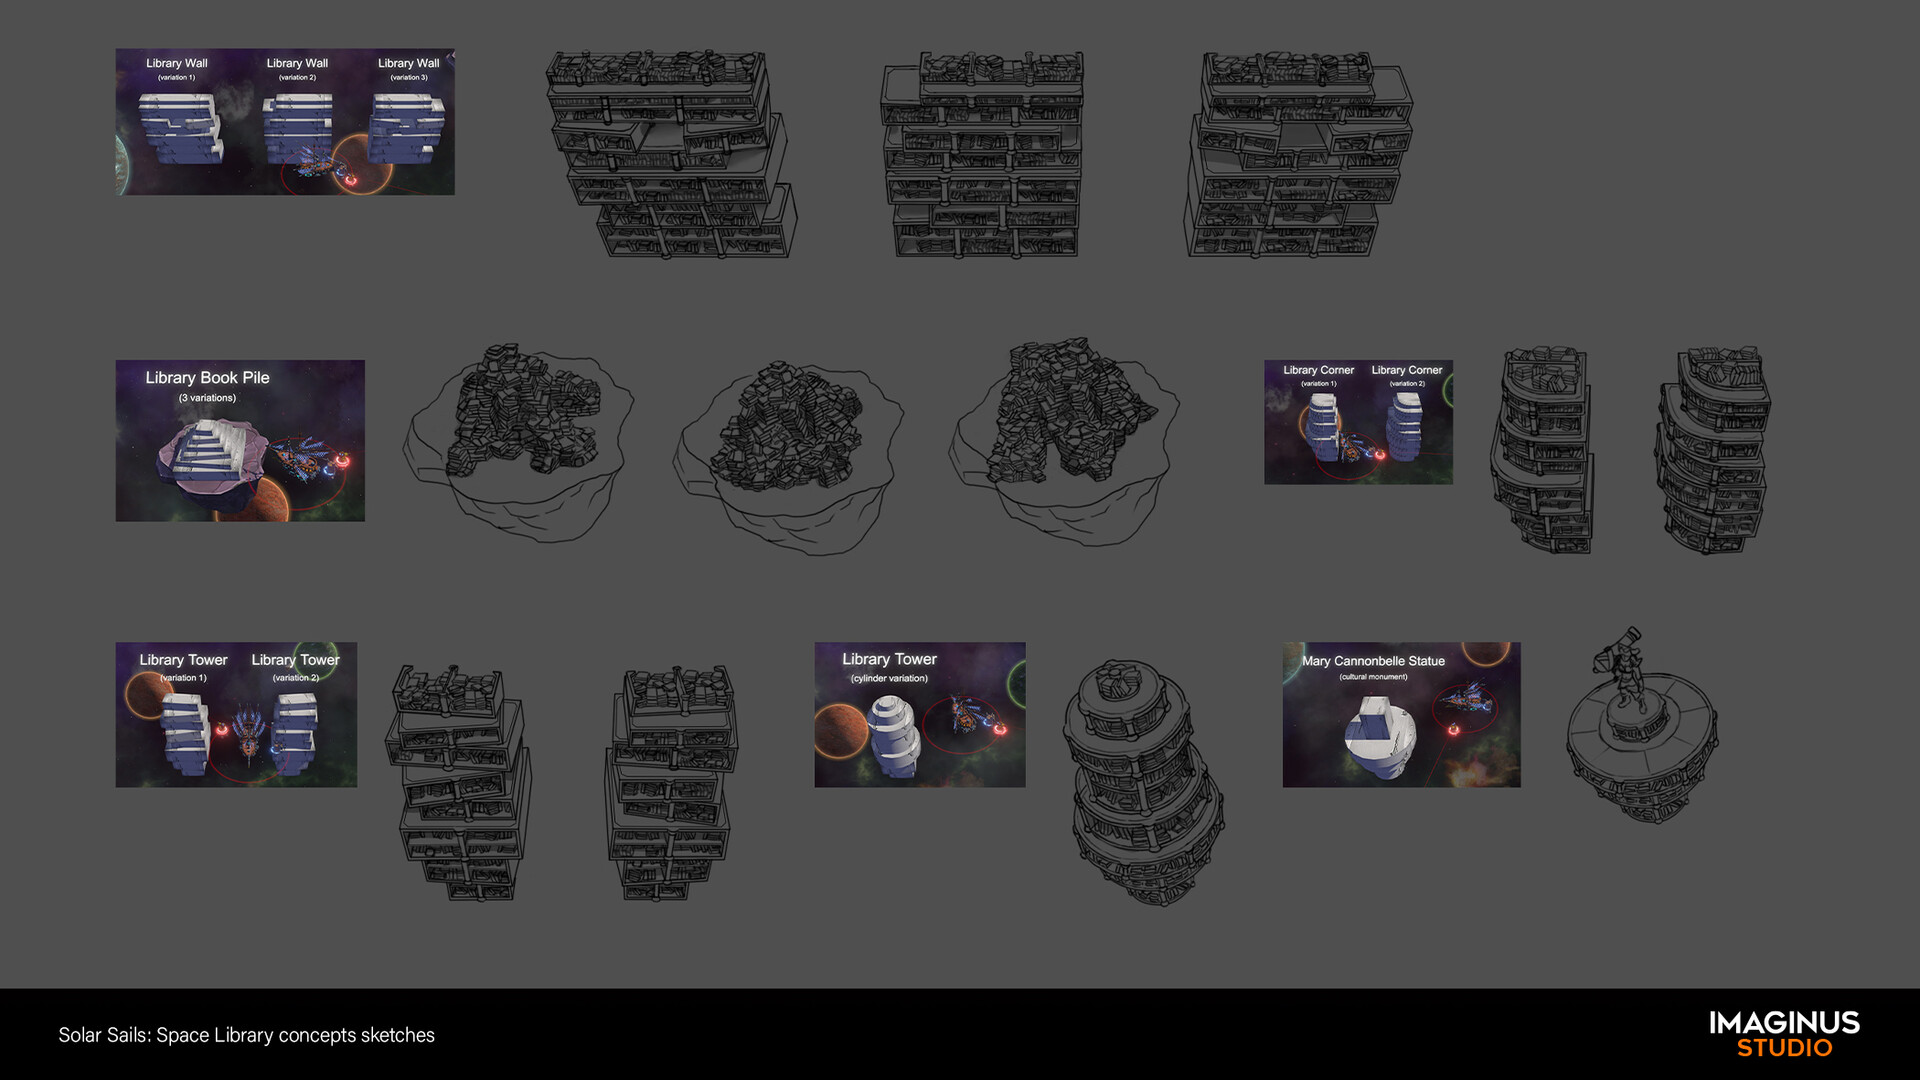 Library Wall
(variation 1)
Library Wall
(variation 2)
Library Wall
(variation 3)
Library Book Pile
(3 variations)
Library Corner
(variation 1)
Library Corner
(variation 2)
Library Tower
(variation 1)
Library Tower
(variation 2)
Library Tower
(cylinder variation)
Mary Cannonbelle Statue
(cultural monument)
Solar Sails: Space Library concepts sketches
IMAGINUS
STUDIO